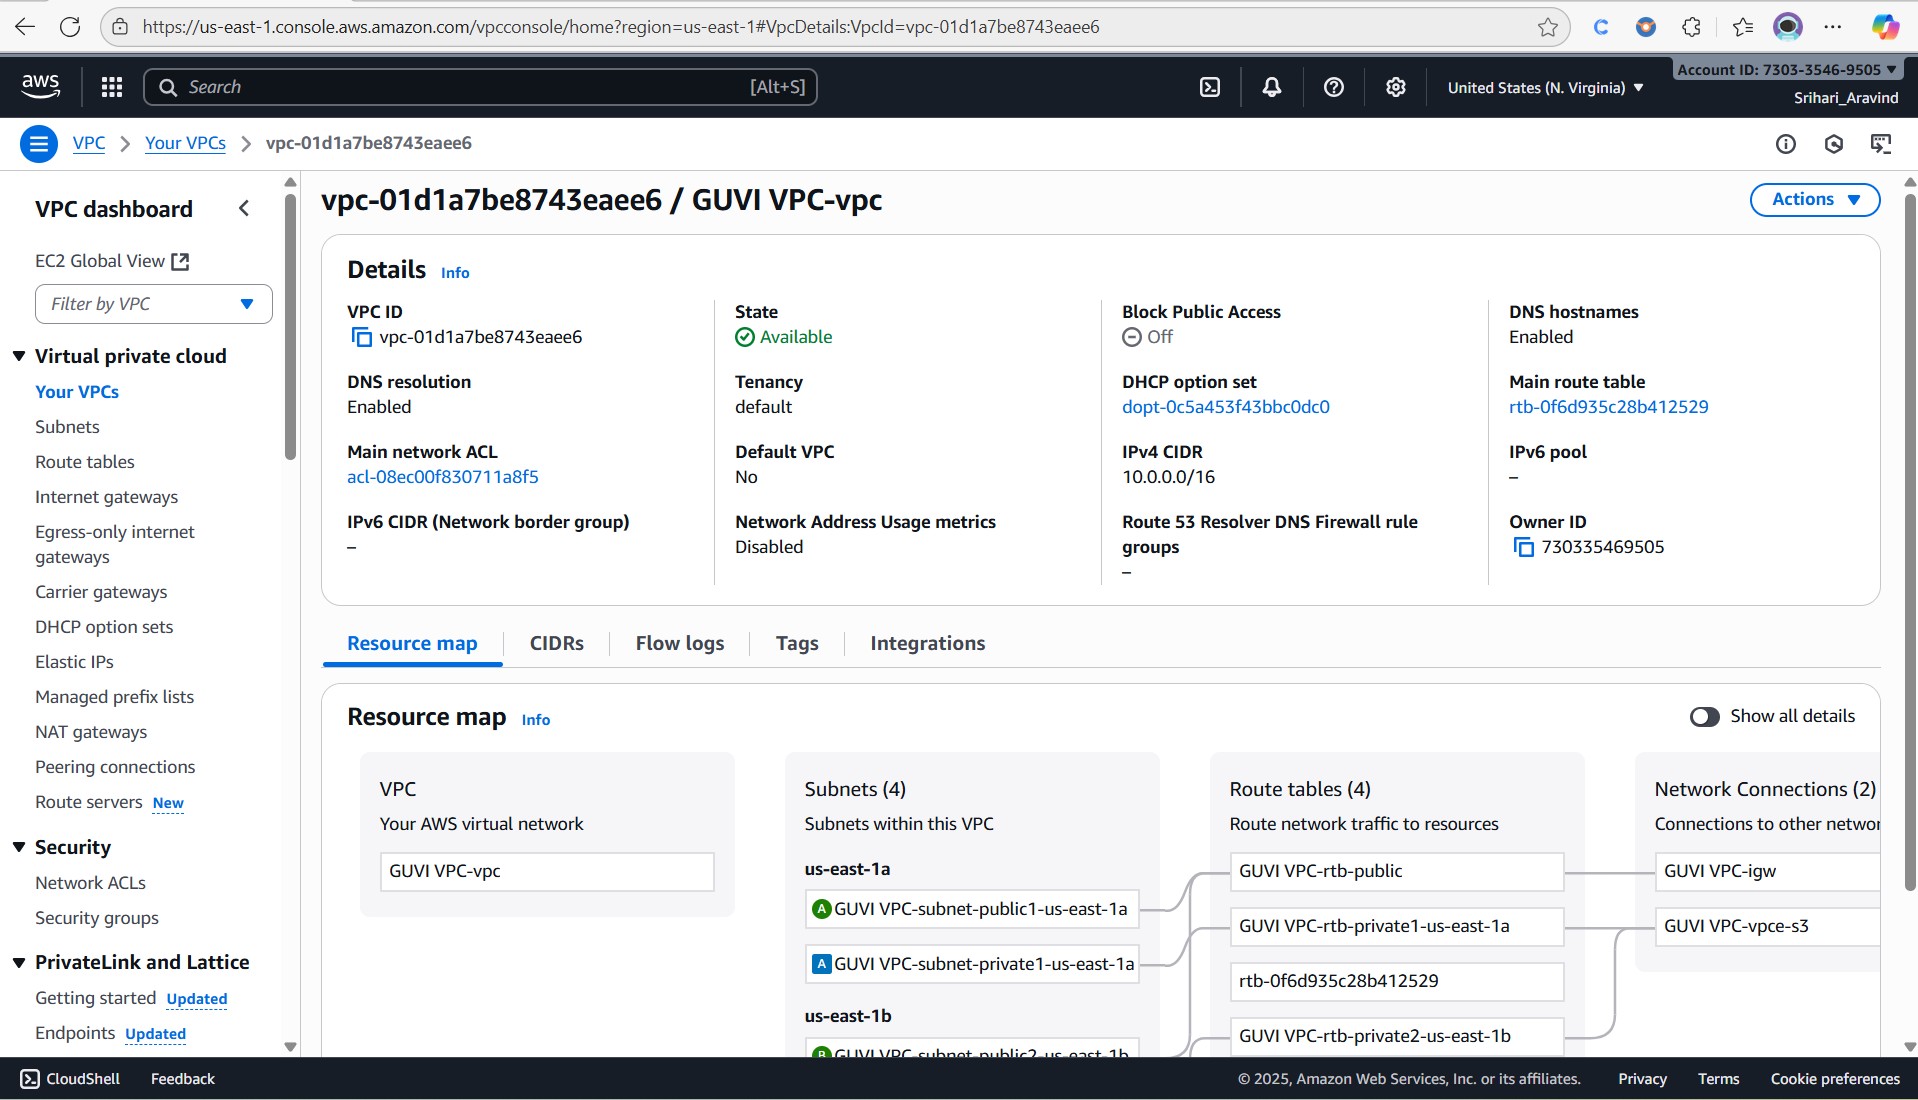 https://us-east-1.console.aws.amazon.com/vpcconsole/home?region=us-east-1#VpcDetails:VpcId=vpc-01d1a7be8743eaee6
aws
Search [Alt+S]
United States (N. Virginia)
Account ID: 7303-3546-9505
Srihari_Aravind
VPC
Your VPCs
vpc-01d1a7be8743eaee6
VPC dashboard
EC2 Global View
Filter by VPC
Virtual private cloud
Your VPCs
Subnets
Route tables
Internet gateways
Egress-only internet
gateways
Carrier gateways
DHCP option sets
Elastic IPs
Managed prefix lists
NAT gateways
Peering connections
Route servers New
Security
Network ACLs
Security groups
PrivateLink and Lattice
Getting started Updated
Endpoints Updated
vpc-01d1a7be8743eaee6 / GUVI VPC-vpc
Actions
Details Info
VPC ID
vpc-01d1a7be8743eaee6
State
Available
Block Public Access
Off
DNS hostnames
Enabled
DNS resolution
Enabled
Tenancy
default
DHCP option set
dopt-0c5a453f43bbc0dc0
Main route table
rtb-0f6d935c28b412529
Main network ACL
acl-08ec00f830711a8f5
Default VPC
No
IPv4 CIDR
10.0.0.0/16
IPv6 pool
–
IPv6 CIDR (Network border group)
–
Network Address Usage metrics
Disabled
Route 53 Resolver DNS Firewall rule
groups
–
Owner ID
730335469505
Resource map
CIDRs
Flow logs
Tags
Integrations
Resource map Info
Show all details
VPC
Your AWS virtual network
GUVI VPC-vpc
Subnets (4)
Subnets within this VPC
us-east-1a
A GUVI VPC-subnet-public1-us-east-1a
A GUVI VPC-subnet-private1-us-east-1a
us-east-1b
B GUVI VPC-subnet-public2-us-east-1b
Route tables (4)
Route network traffic to resources
GUVI VPC-rtb-public
GUVI VPC-rtb-private1-us-east-1a
rtb-0f6d935c28b412529
GUVI VPC-rtb-private2-us-east-1b
Network Connections (2)
Connections to other networ
GUVI VPC-igw
GUVI VPC-vpce-s3
CloudShell
Feedback
© 2025, Amazon Web Services, Inc. or its affiliates.
Privacy
Terms
Cookie preferences